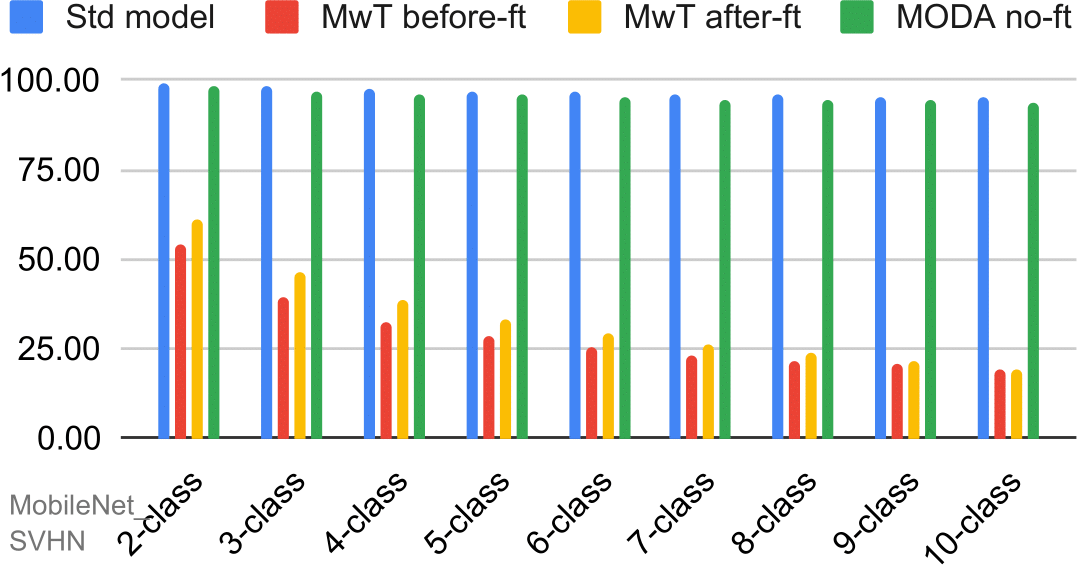 Std model MwT before-ft MwT after-ft MODA no-ft
100.00
75.00
50.00
25.00
0.00
2-class 3-class 4-class 5-class 6-class 7-class 8-class 9-class 10-class
MobileNet_
SVHN